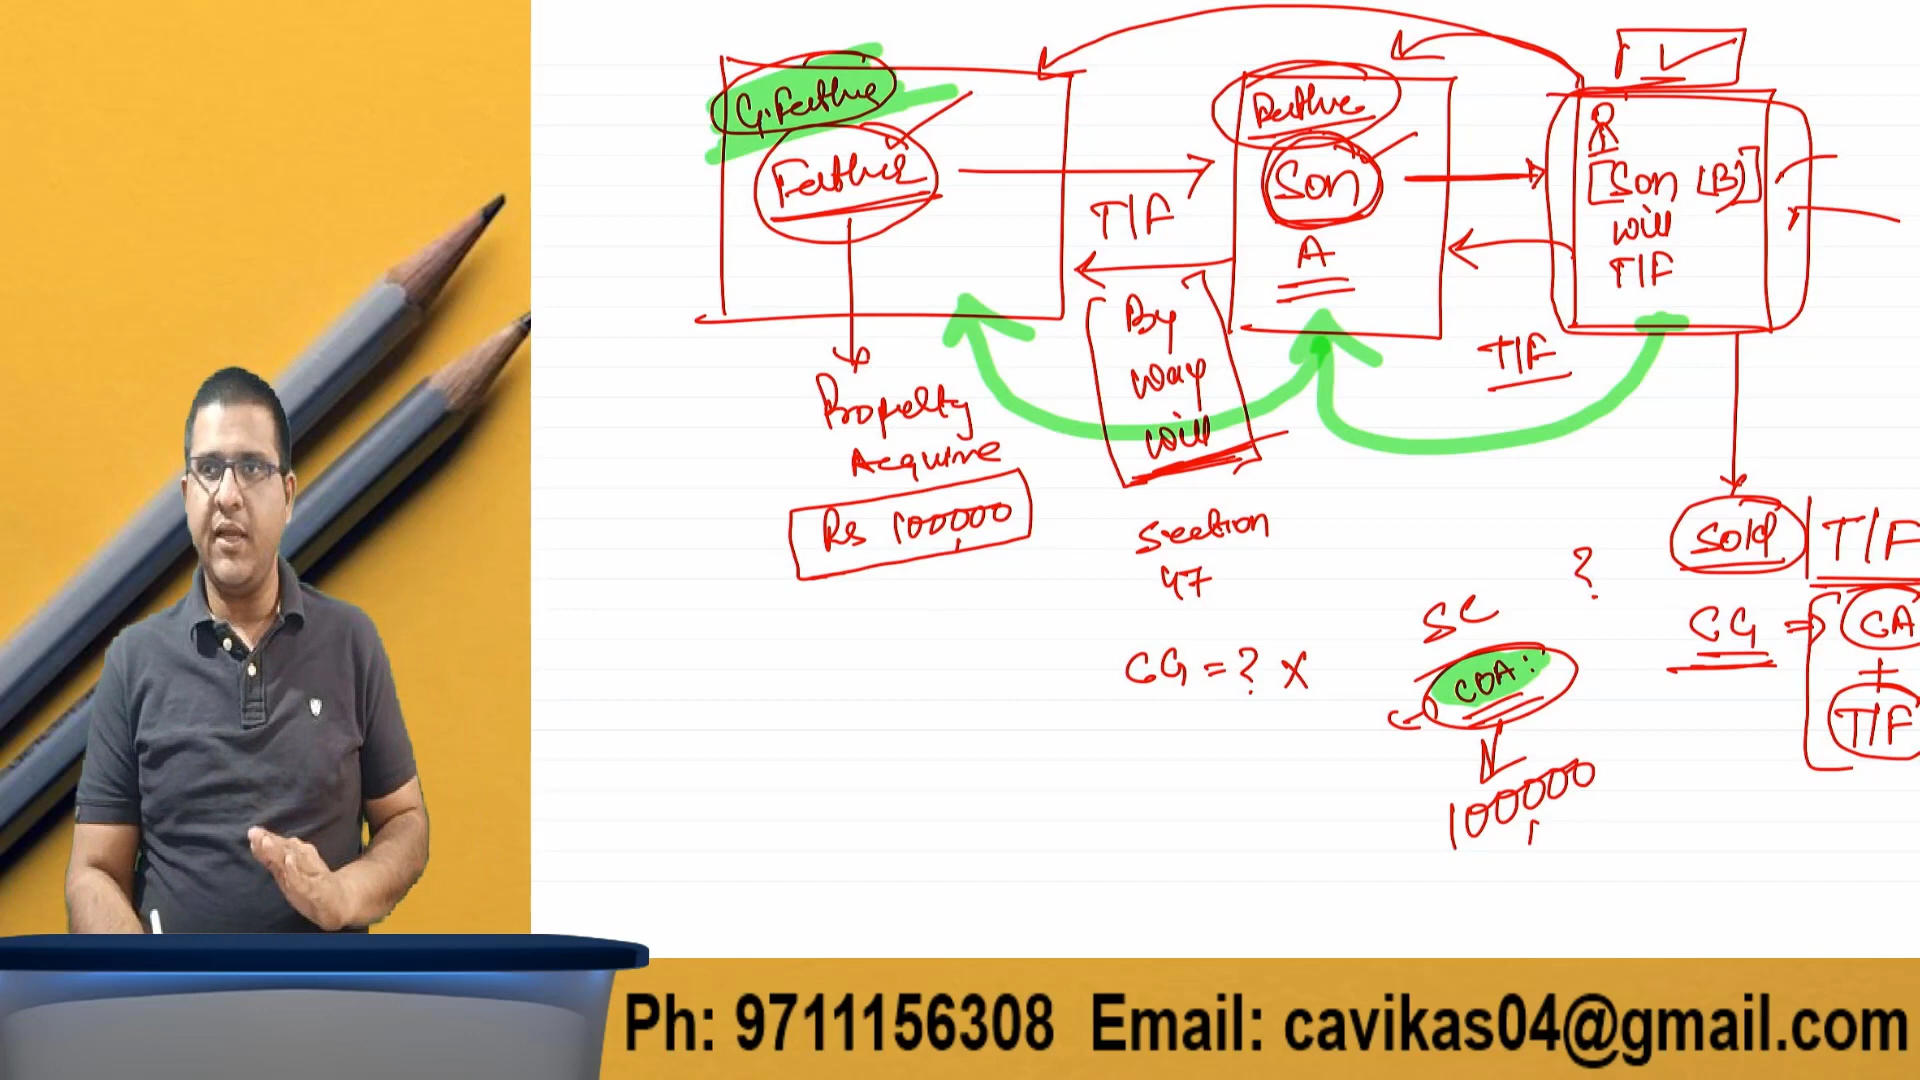 G.Father
Father
T/F
By
way
will
Property
Acquire
Rs 100000
Section
47
CG = ? X
Father
Son
A
[Son (B)]
will
T/F
T/F
Sold
T/F
CG =>
CA
+
T/F
?
SC
COA:
100000
Ph: 9711156308 Email: cavikas04@gmail.com